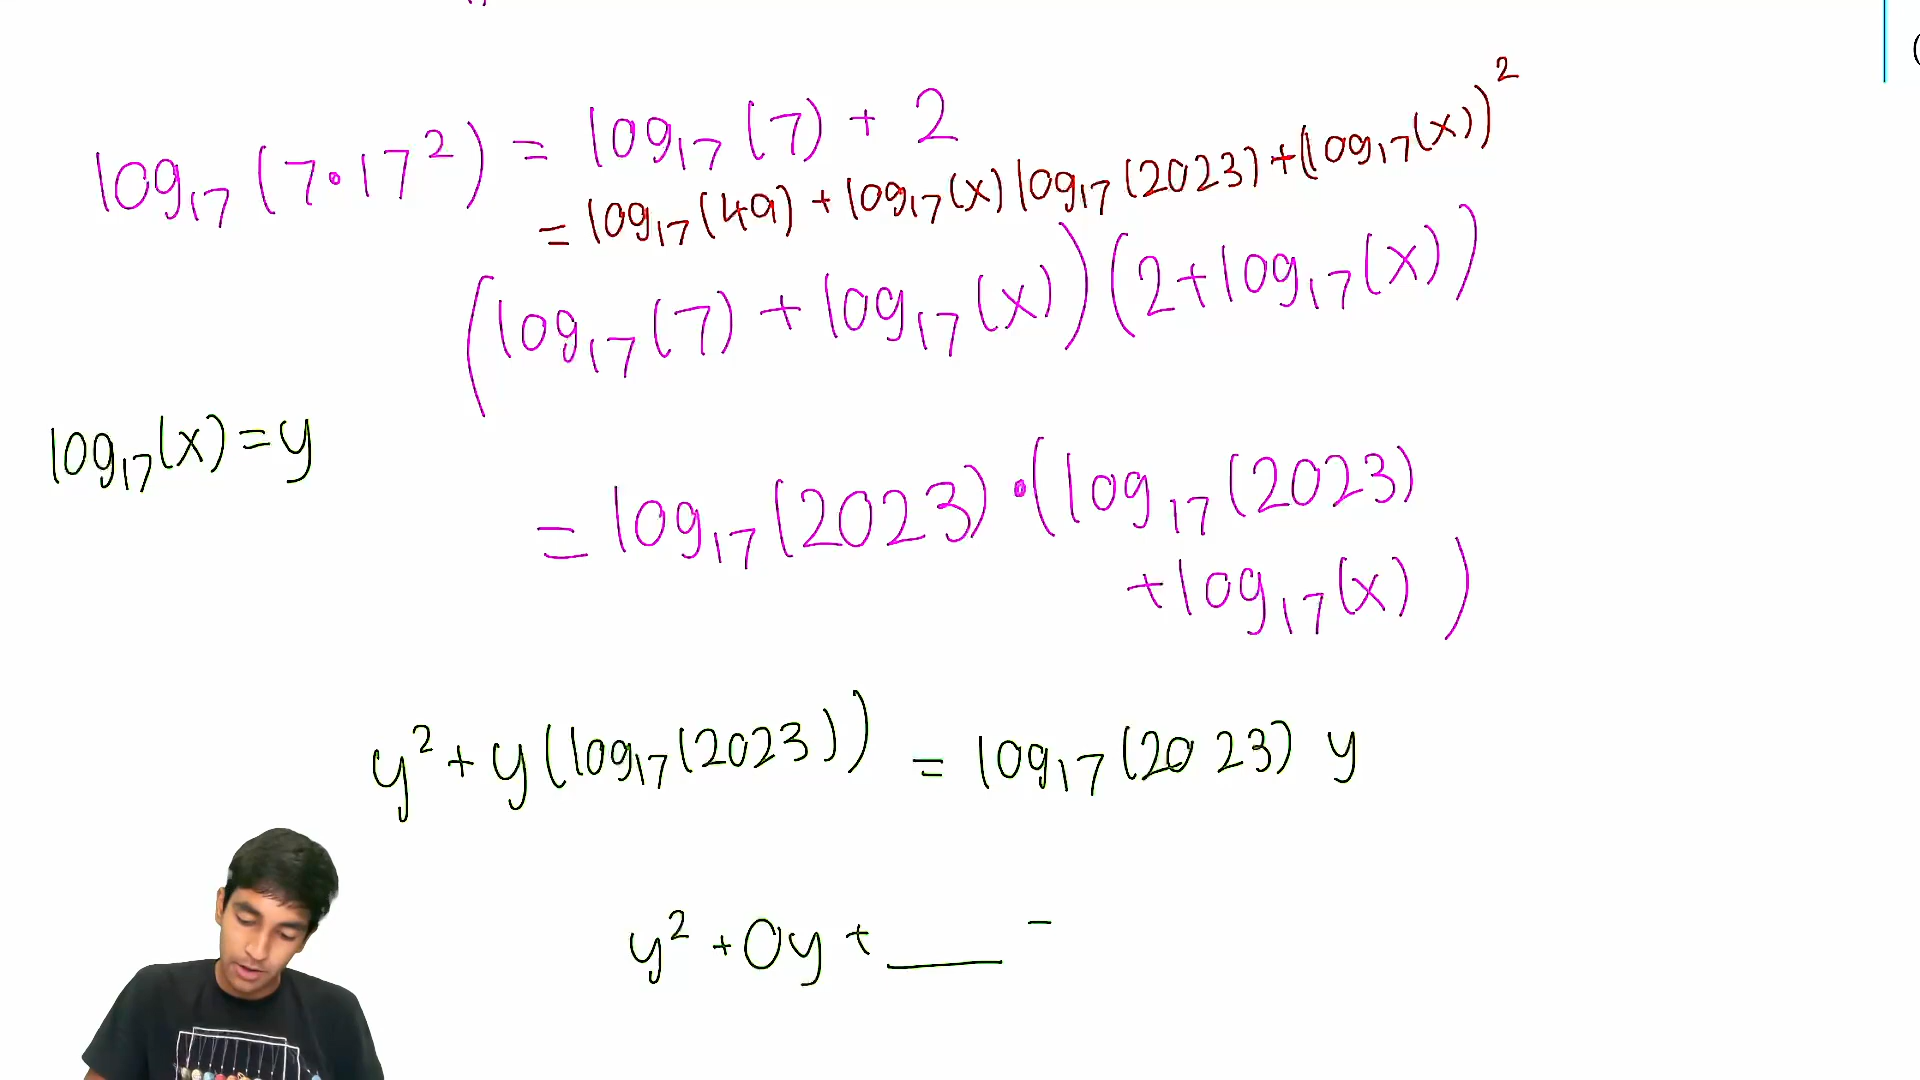 log₁₇(7·17²) = log₁₇(7) + 2
= log₁₇(49) + log₁₇(x) log₁₇(2023) + (log₁₇(x))²
(log₁₇(7) + log₁₇(x))(2 + log₁₇(x))
log₁₇(x) = y
= log₁₇(2023)·(log₁₇(2023)
+ log₁₇(x))
y² + y(log₁₇(2023)) = log₁₇(2023) y
y² + 0y + ___ -